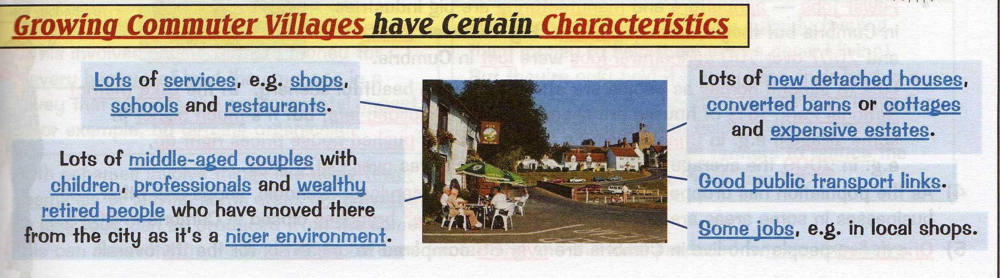 Growing Commuter Villages have Certain Characteristics
Lots of services, e.g. shops,
schools and restaurants.
Lots of middle-aged couples with
children, professionals and wealthy
retired people who have moved there
from the city as it's a nicer environment.
Lots of new detached houses,
converted barns or cottages
and expensive estates.
Good public transport links.
Some jobs, e.g. in local shops.